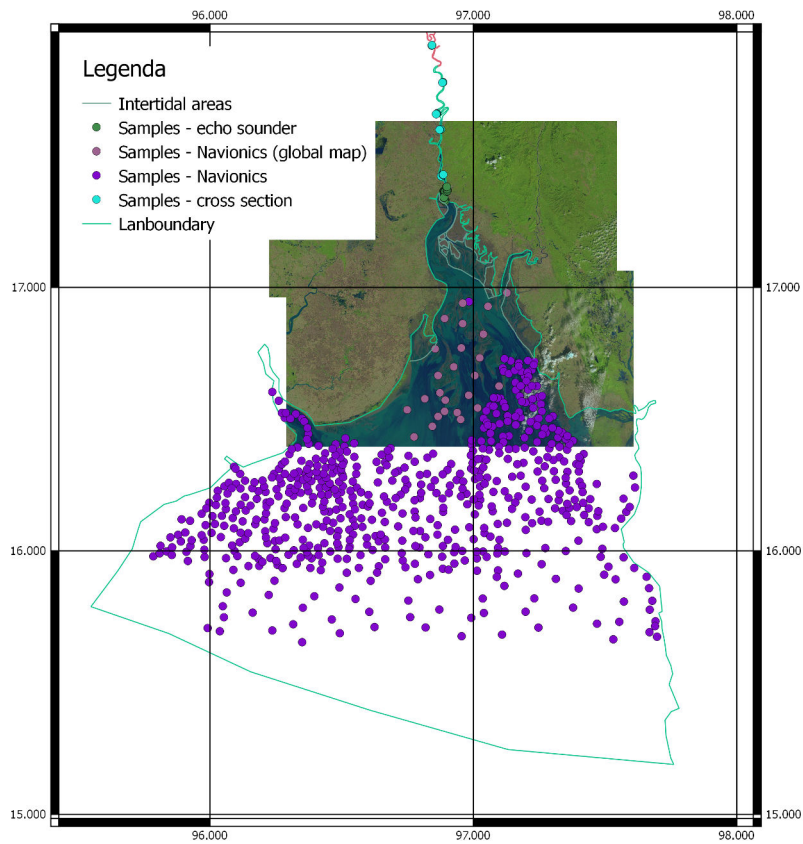 96.000 97.000 98.000
Legenda
Intertidal areas
Samples - echo sounder
Samples - Navionics (global map)
Samples - Navionics
Samples - cross section
Lanboundary
17.000 17.000
16.000 16.000
15.000 15.000
96.000 97.000 98.000